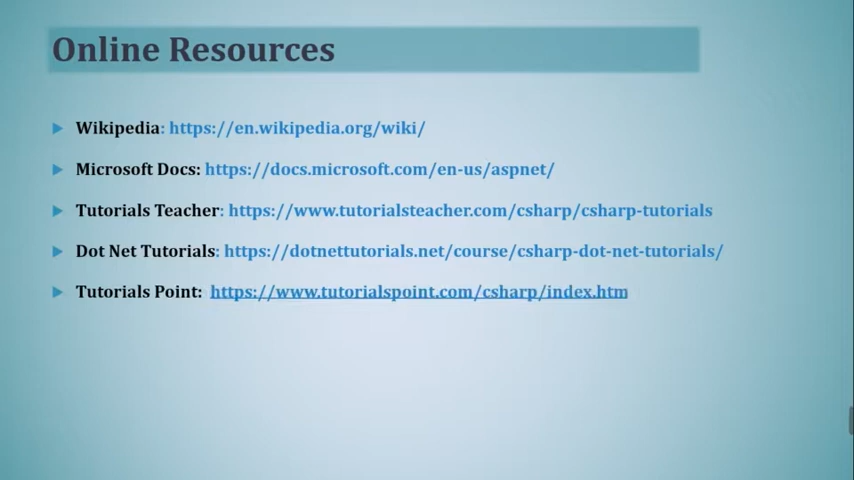 Online Resources
Wikipedia: https://en.wikipedia.org/wiki/
Microsoft Docs: https://docs.microsoft.com/en-us/aspnet/
Tutorials Teacher: https://www.tutorialsteacher.com/csharp/csharp-tutorials
Dot Net Tutorials: https://dotnettutorials.net/course/csharp-dot-net-tutorials/
Tutorials Point: https://www.tutorialspoint.com/csharp/index.htm